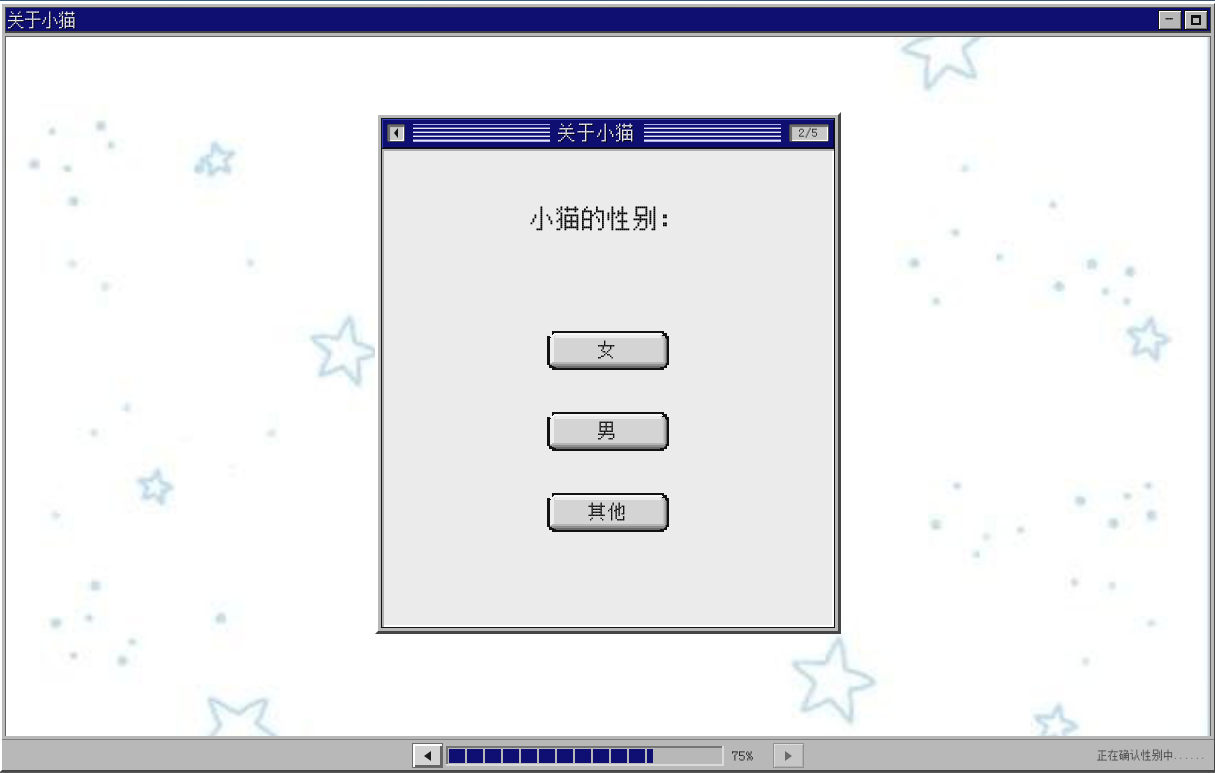 关于小猫
关于小猫
2/5
小猫的性别:
女
男
其他
75%
正在确认性别中......